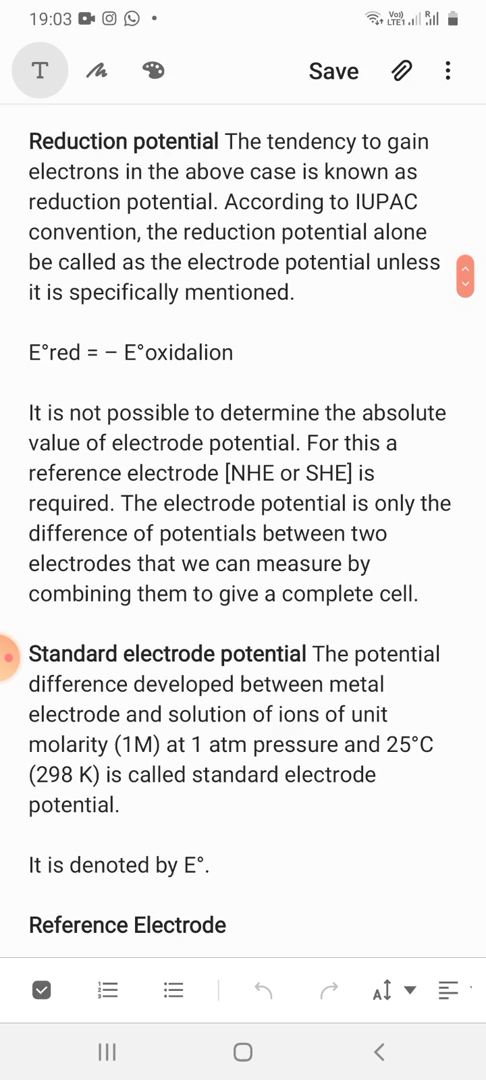 19:03
Vo)) R
LTE1
T Save
Reduction potential The tendency to gain
electrons in the above case is known as
reduction potential. According to IUPAC
convention, the reduction potential alone
be called as the electrode potential unless
it is specifically mentioned.
E°red = – E°oxidalion
It is not possible to determine the absolute
value of electrode potential. For this a
reference electrode [NHE or SHE] is
required. The electrode potential is only the
difference of potentials between two
electrodes that we can measure by
combining them to give a complete cell.
Standard electrode potential The potential
difference developed between metal
electrode and solution of ions of unit
molarity (1M) at 1 atm pressure and 25°C
(298 K) is called standard electrode
potential.
It is denoted by E°.
Reference Electrode